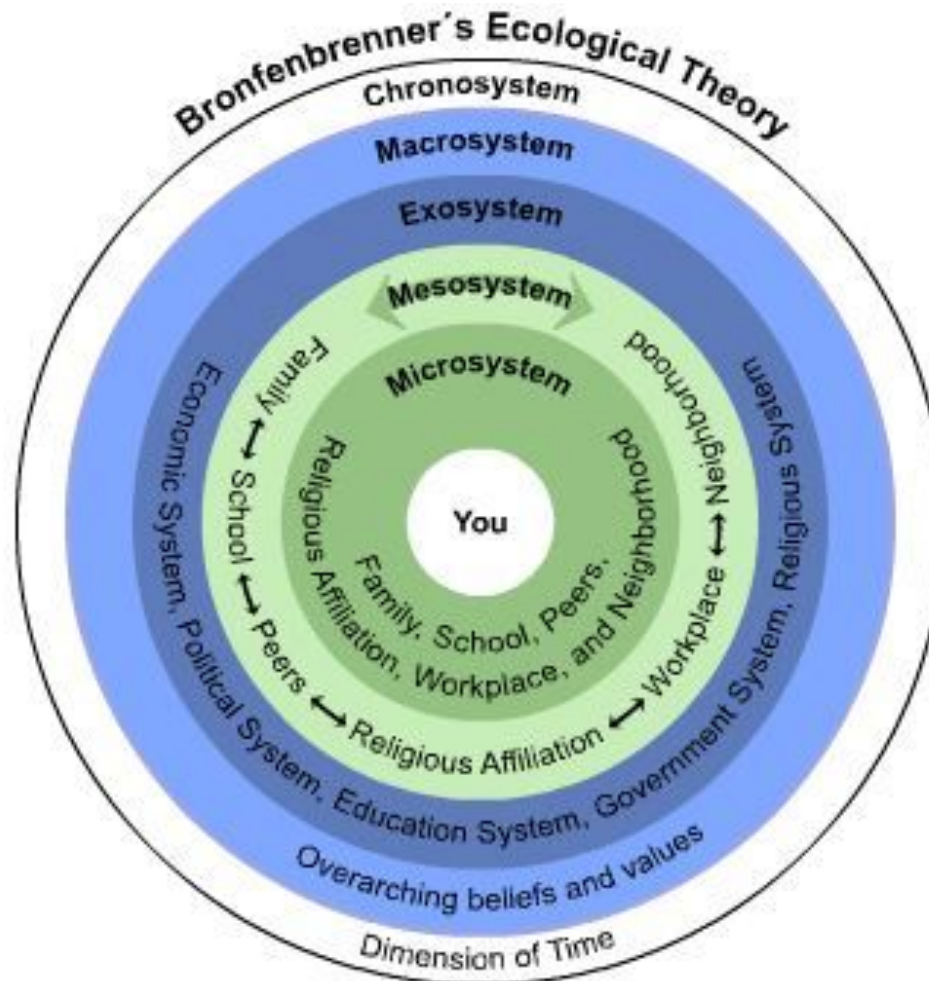 Bronfenbrenner´s Ecological Theory
Chronosystem
Macrosystem
Exosystem
Mesosystem
Microsystem
You
Family, School, Peers,
Religious Affiliation, Workplace, and Neighborhood
Family ↔ School ↔ Peers ↔ Religious Affiliation ↔ Workplace ↔ Neighborhood
Economic System, Political System, Education System, Government System, Religious System
Overarching beliefs and values
Dimension of Time